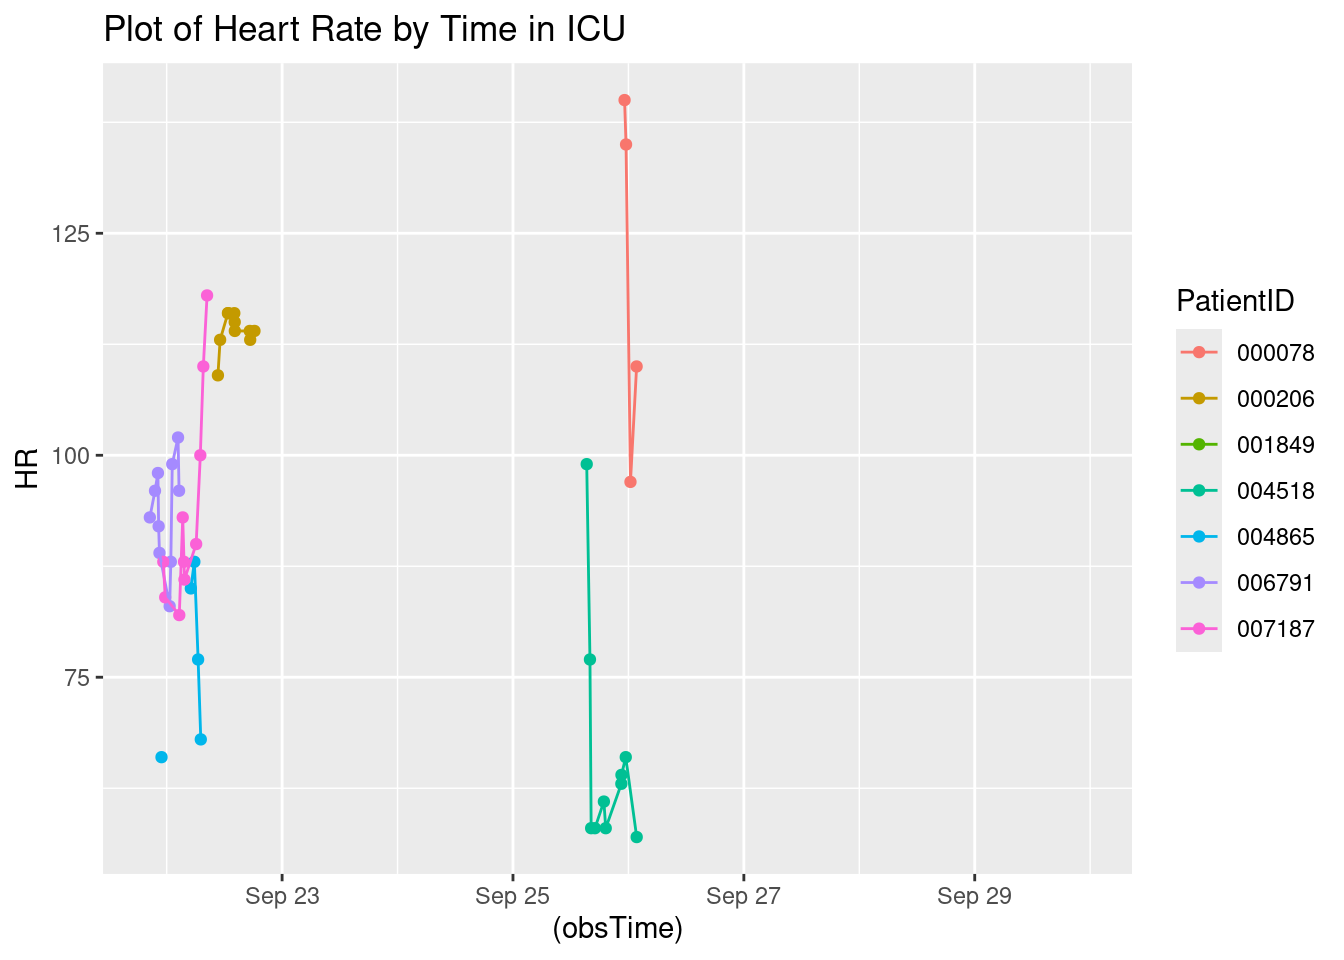 Plot of Heart Rate by Time in ICU
HR
125
100
75
Sep 23
Sep 25
Sep 27
Sep 29
(obsTime)
PatientID
000078
000206
001849
004518
004865
006791
007187